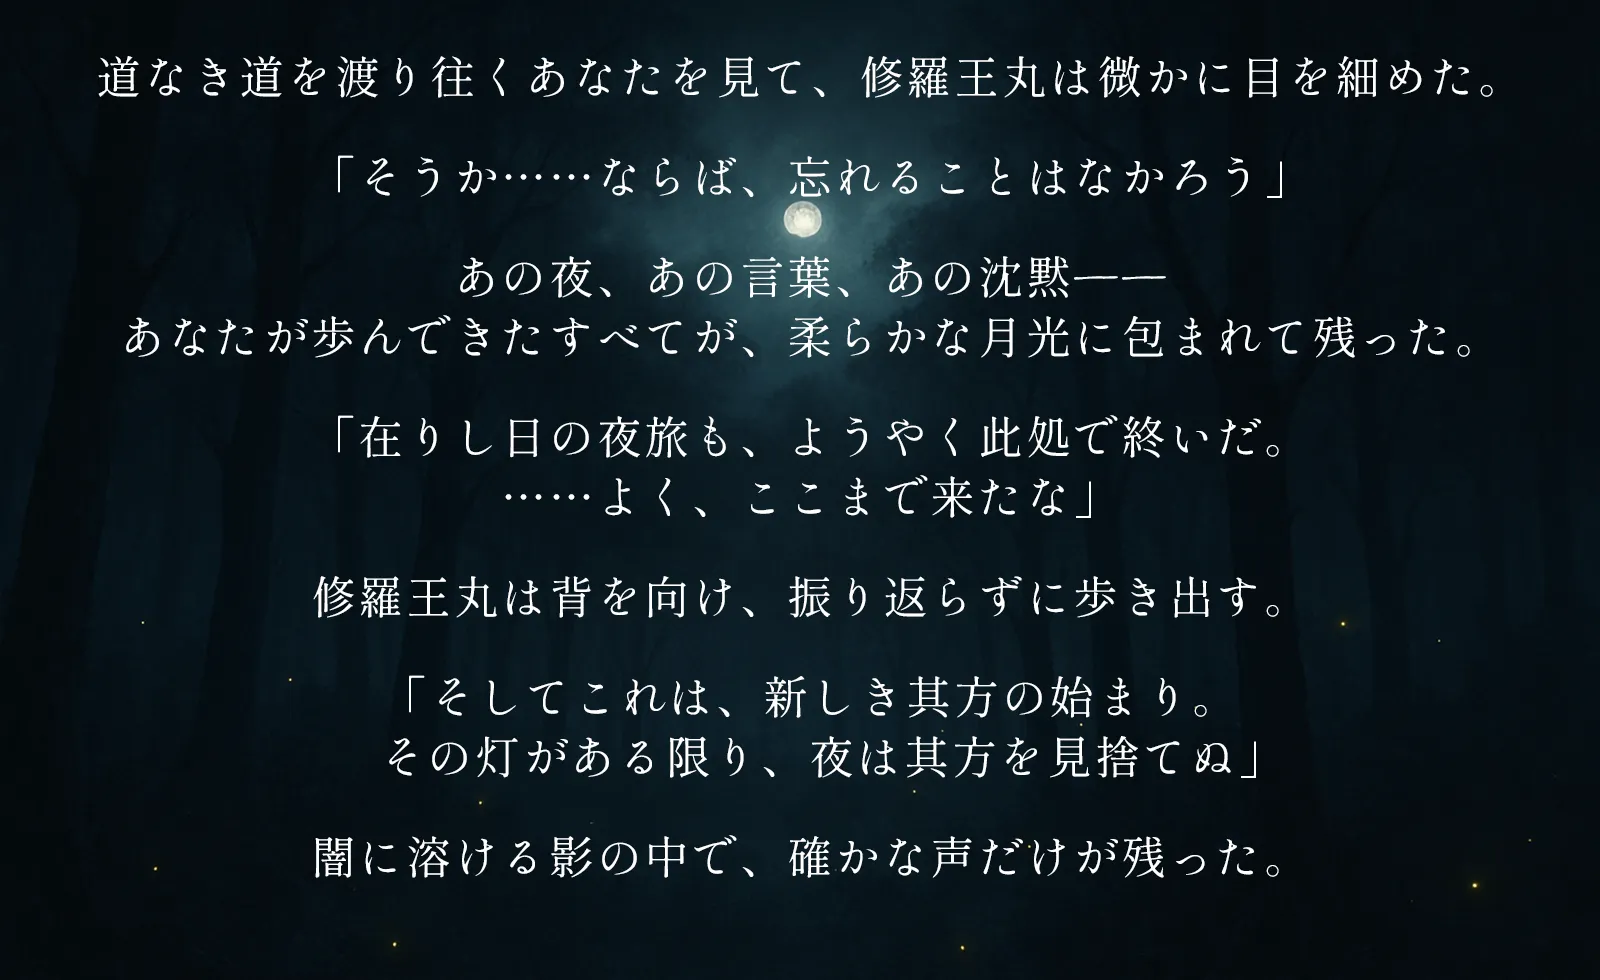 道なき道を渡り往くあなたを見て、修羅王丸は微かに目を細めた。
「そうか……ならば、忘れることはなかろう」
あの夜、あの言葉、あの沈黙——
あなたが歩んできたすべてが、柔らかな月光に包まれて残った。
「在りし日の夜旅も、ようやく此処で終いだ。
……よく、ここまで来たな」
修羅王丸は背を向け、振り返らずに歩き出す。
「そしてこれは、新しき其方の始まり。
その灯がある限り、夜は其方を見捨てぬ」
闇に溶ける影の中で、確かな声だけが残った。